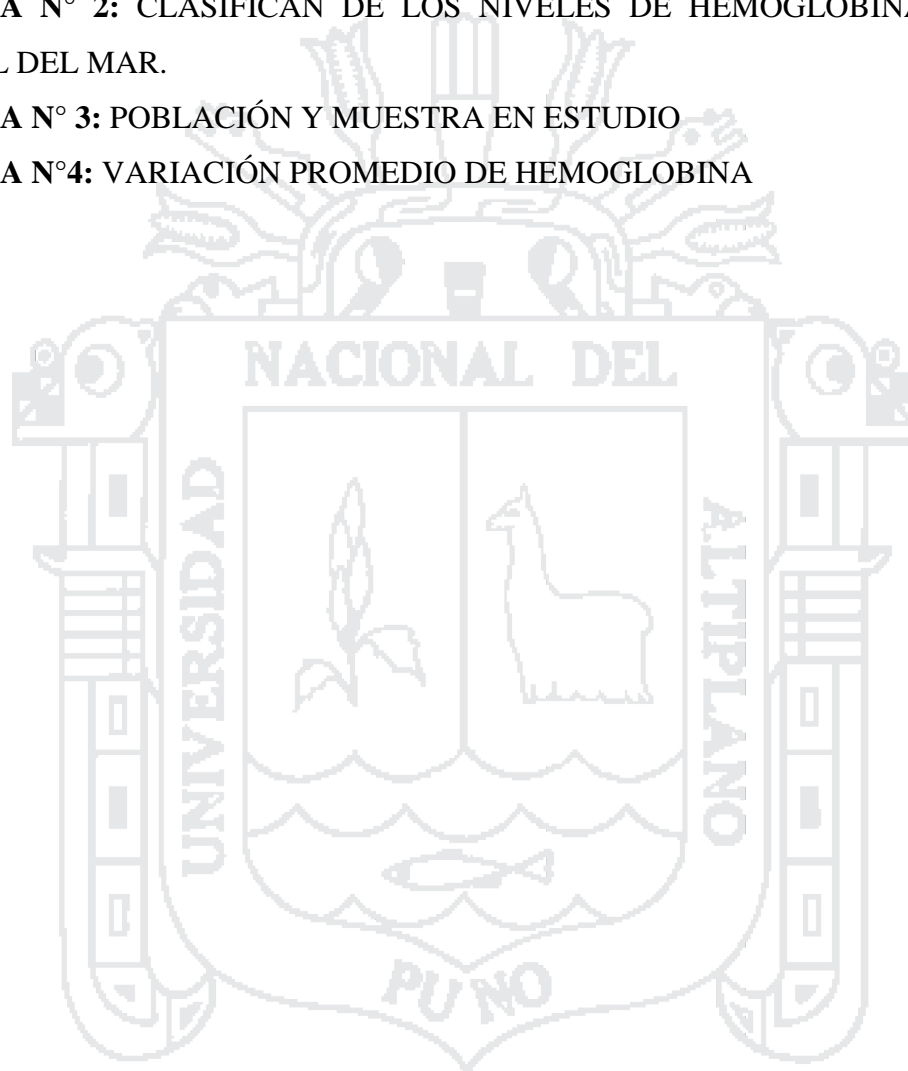 A N° 2: CLASIFICAN DE LOS NIVELES DE HEMOGLOBINA
L DEL MAR.
A N° 3: POBLACIÓN Y MUESTRA EN ESTUDIO
A N°4: VARIACIÓN PROMEDIO DE HEMOGLOBINA
NACIONAL DEL
UNIVERSIDAD
ALTIPLANO
PUNO